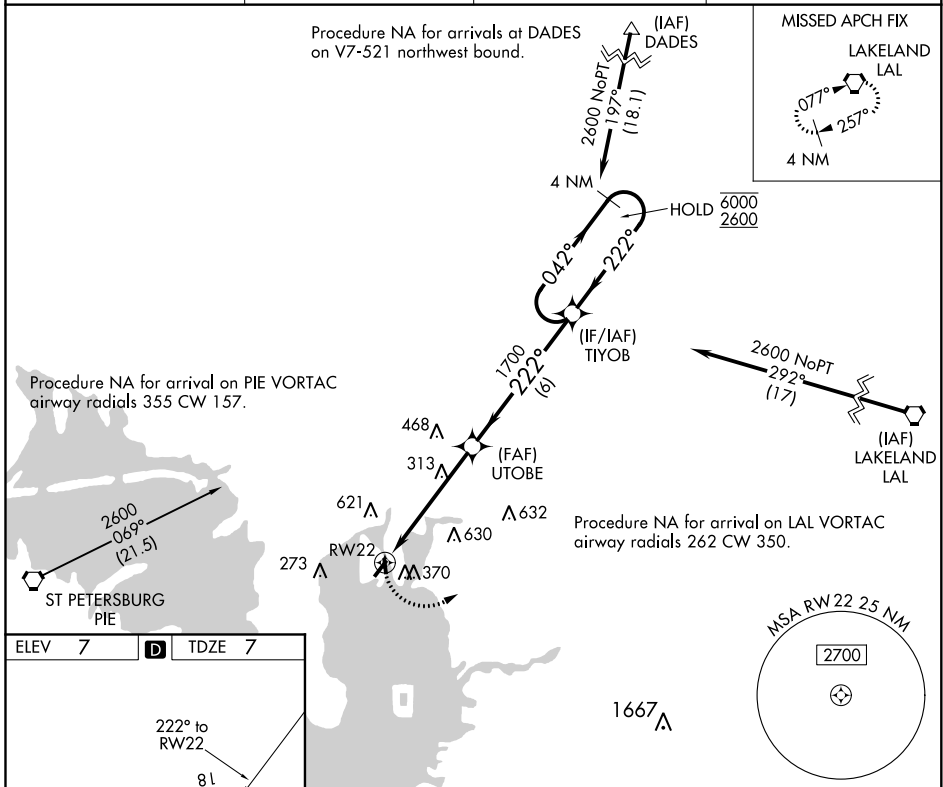 Procedure NA for arrivals at DADES
on V7-521 northwest bound.
(IAF)
DADES
2600 NoPT
197°
(18.1)
MISSED APCH FIX
LAKELAND
LAL
077°
257°
4 NM
4 NM
HOLD
6000
2600
042°
222°
(IF/IAF)
TIYOB
1700
222°
(6)
2600 NoPT
292°
(17)
(IAF)
LAKELAND
LAL
Procedure NA for arrival on PIE VORTAC
airway radials 355 CW 157.
468
313
(FAF)
UTOBE
621
632
630
2600
069°
(21.5)
Procedure NA for arrival on LAL VORTAC
airway radials 262 CW 350.
RW22
273
370
ST PETERSBURG
PIE
MSA RW22 25 NM
2700
ELEV 7
D
TDZE 7
222° to
RW22
18
1667